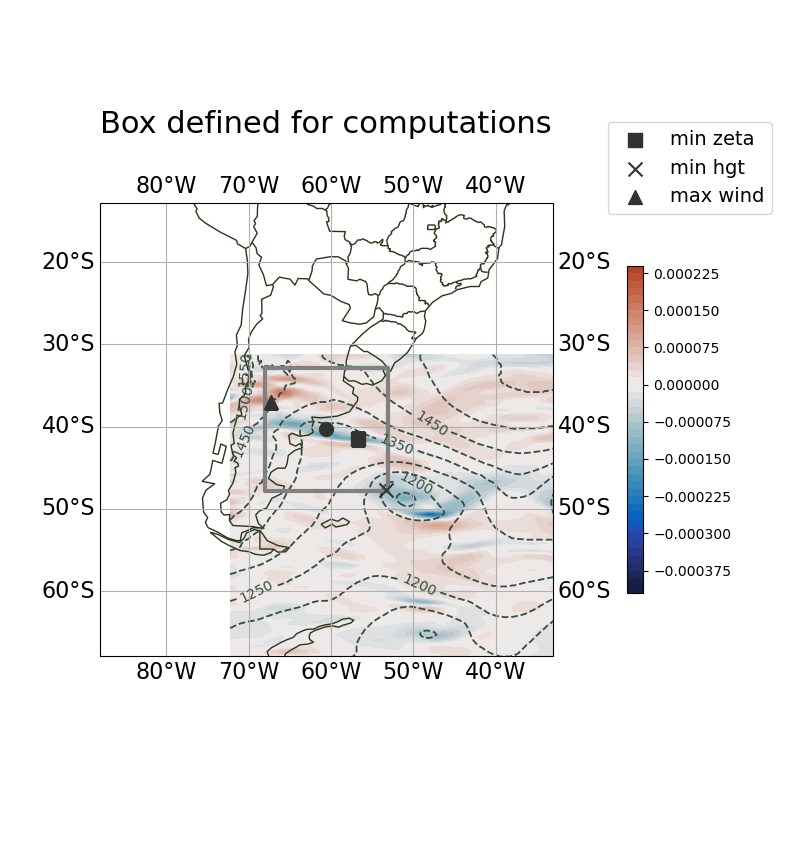 Box defined for computations
min zeta
min hgt
max wind
80°W 70°W 60°W 50°W 40°W
20°S 20°S
30°S 30°S
40°S 40°S
50°S 50°S
60°S 60°S
80°W 70°W 60°W 50°W 40°W
1550
1500
1450
1450
1350
1200
1250
1200
0.000225
0.000150
0.000075
0.000000
-0.000075
-0.000150
-0.000225
-0.000300
-0.000375